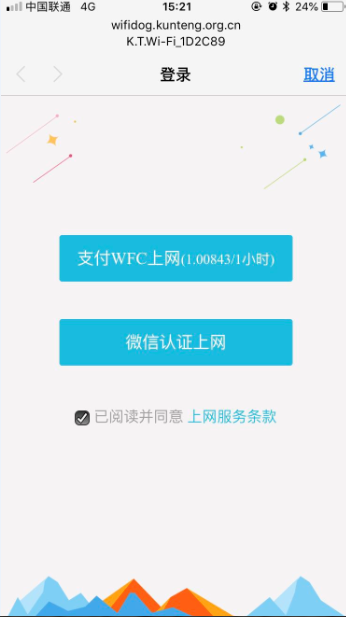 中国联通 4G 15:21 24%
wifidog.kunteng.org.cn
K.T.Wi-Fi_1D2C89
登录 取消
支付WFC上网(1.00843/1小时)
微信认证上网
已阅读并同意 上网服务条款